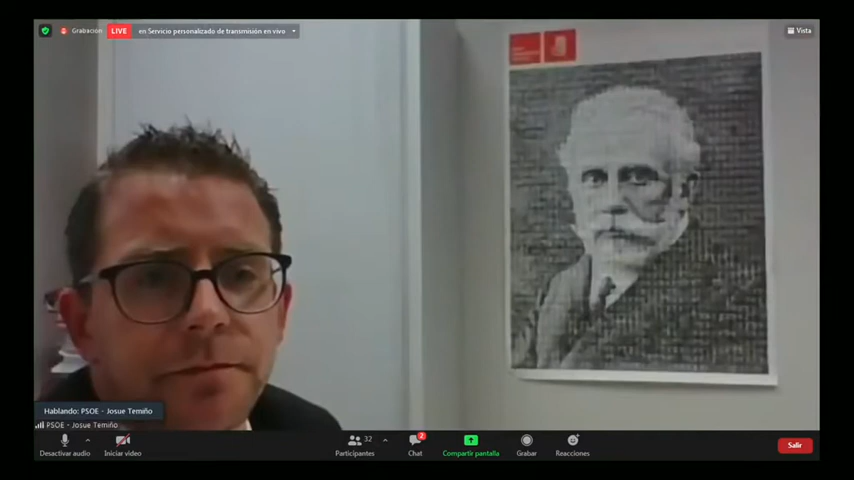 Grabación
LIVE
en Servicio personalizado de transmisión en vivo
Vista
Hablando: PSOE - Josue Temiño
PSOE - Josue Temiño
Desactivar audio
Iniciar video
32
Participantes
2
Chat
Compartir pantalla
Grabar
Reacciones
Salir